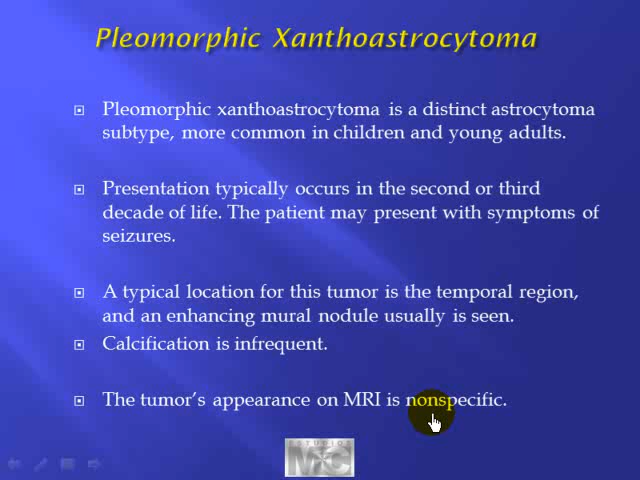 Pleomorphic Xanthoastrocytoma
Pleomorphic xanthoastrocytoma is a distinct astrocytoma
subtype, more common in children and young adults.
Presentation typically occurs in the second or third
decade of life. The patient may present with symptoms of
seizures.
A typical location for this tumor is the temporal region,
and an enhancing mural nodule usually is seen.
Calcification is infrequent.
The tumor's appearance on MRI is nonspecific.
ESTUDIOS
MC